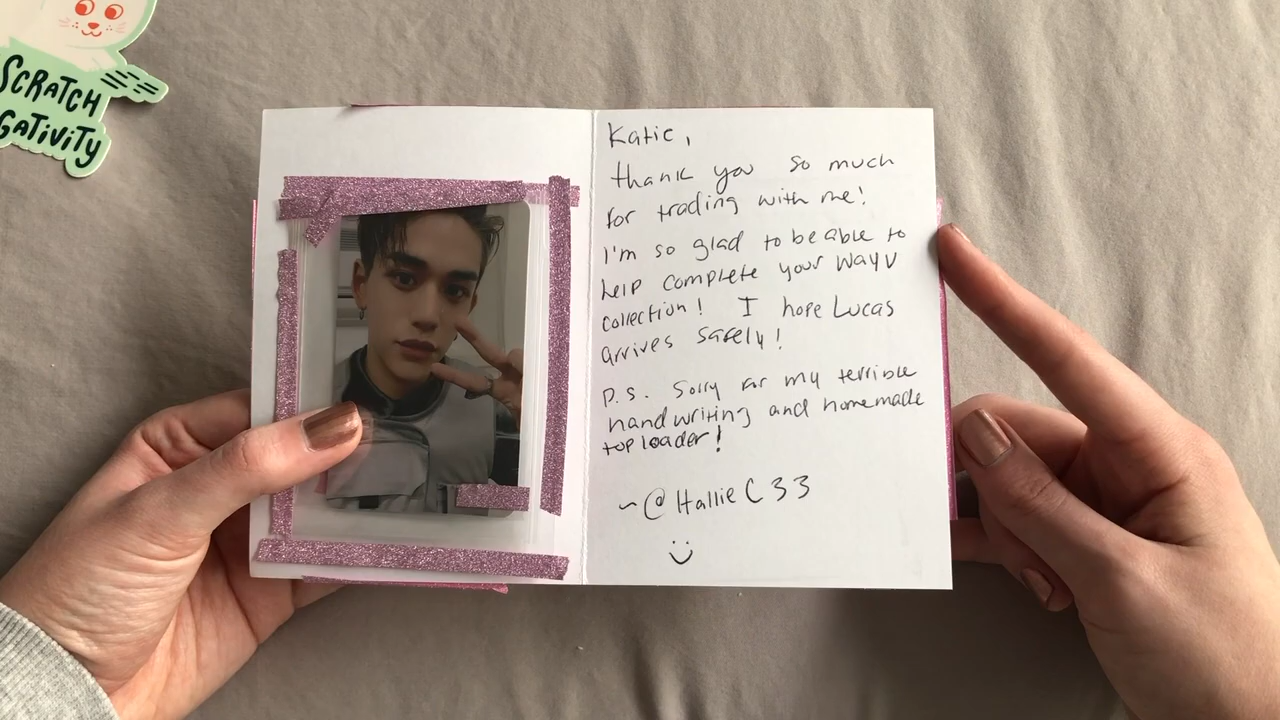 SCRATCH
GATIVITY
Katie,
thank you so much
for trading with me!
I'm so glad to be able to
help complete your WayV
collection! I hope Lucas
arrives safely!
P.S. Sorry for my terrible
handwriting and homemade
top loader!
~@HallieC33